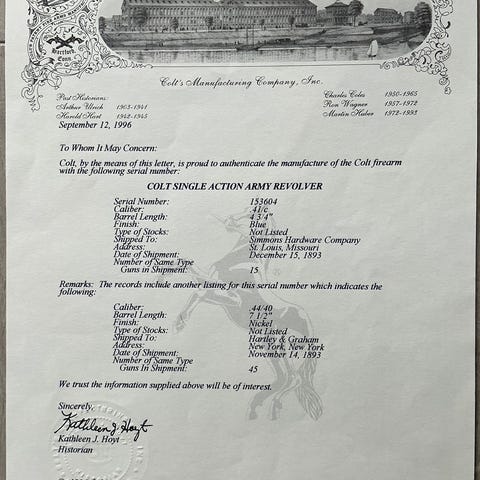 Hartford,
Conn.
Colt's Manufacturing Company, Inc.
Past Historians:
Arthur Ulrich 1903-1941
Harold Hart 1942-1945
Charles Coles 1950-1965
Ron Wagner 1957-1972
Martin Huber 1972-1993
September 12, 1996
To Whom It May Concern:
Colt, by the means of this letter, is proud to authenticate the manufacture of the Colt firearm
with the following serial number:
COLT SINGLE ACTION ARMY REVOLVER
Serial Number: 153604
Caliber: .41/c
Barrel Length: 4 3/4"
Finish: Blue
Type of Stocks: Not Listed
Shipped To: Simmons Hardware Company
Address: St. Louis, Missouri
Date of Shipment: December 15, 1893
Number of Same Type
Guns in Shipment: 15
Remarks: The records include another listing for this serial number which indicates the
following:
Caliber: .44/40
Barrel Length: 7 1/2"
Finish: Nickel
Type of Stocks: Not Listed
Shipped To: Hartley & Graham
Address: New York, New York
Date of Shipment: November 14, 1893
Number of Same Type
Guns In Shipment: 45
We trust the information supplied above will be of interest.
Sincerely,
Kathleen J. Hoyt
Kathleen J. Hoyt
Historian